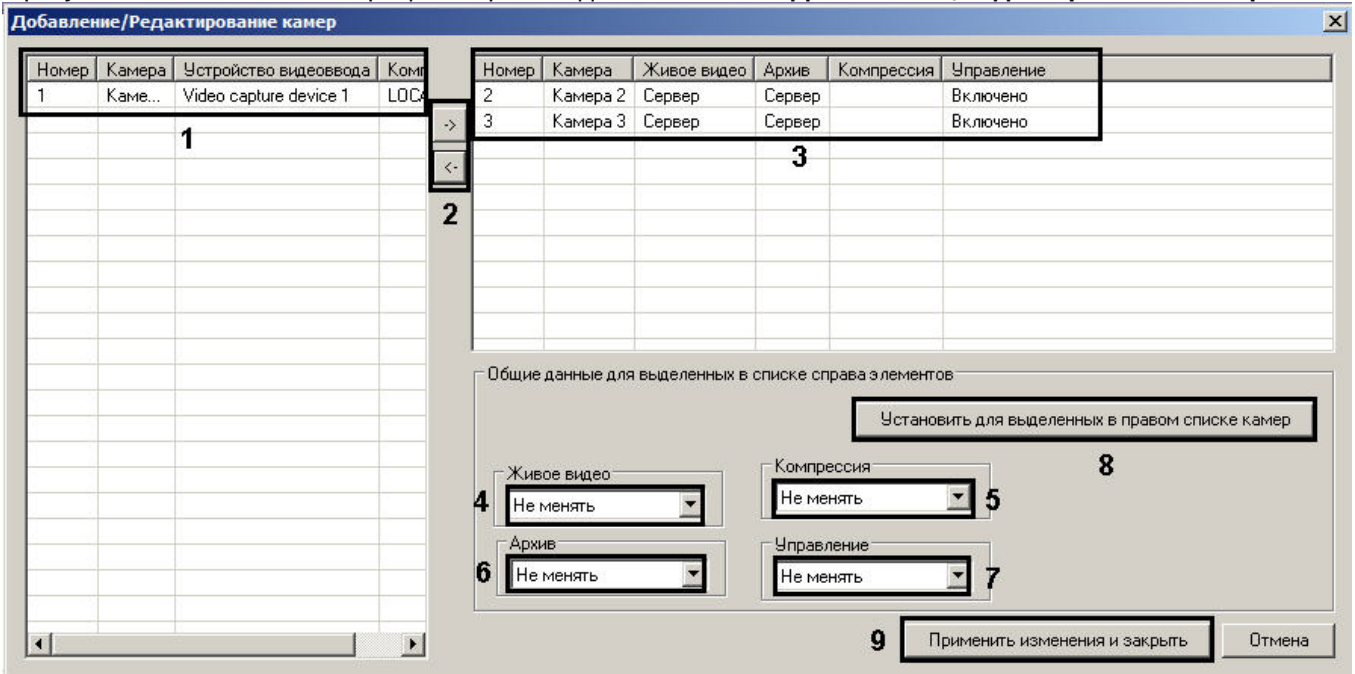 Добавление/Редактирование камер
Номер Камера Устройство видеоввода Комп
1 Каме... Video capture device 1 LOCA
1
->
<-
2
Номер Камера Живое видео Архив Компрессия Управление
2 Камера 2 Сервер Сервер Включено
3 Камера 3 Сервер Сервер Включено
3
Общие данные для выделенных в списке справа элементов
Установить для выделенных в правом списке камер
8
Живое видео
4 Не менять
Компрессия
Не менять 5
Архив
6 Не менять
Управление
Не менять 7
9 Применить изменения и закрыть Отмена